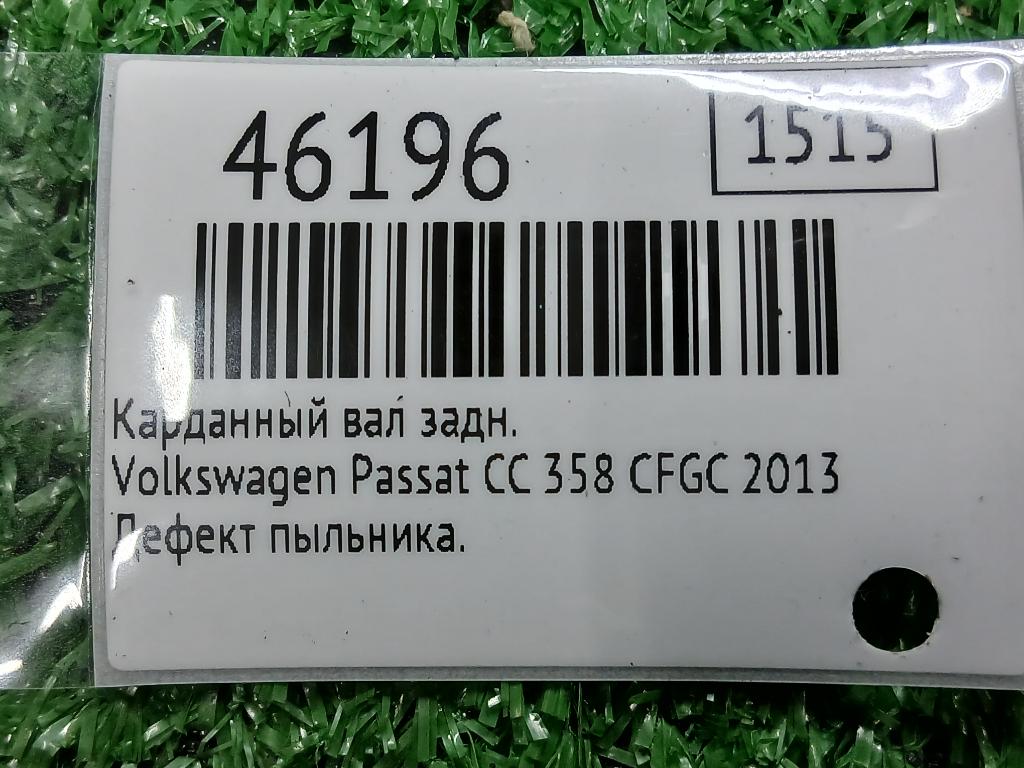 46196
1515
Карданный вал задн.
Volkswagen Passat CC 358 CFGC 2013
Дефект пыльника.